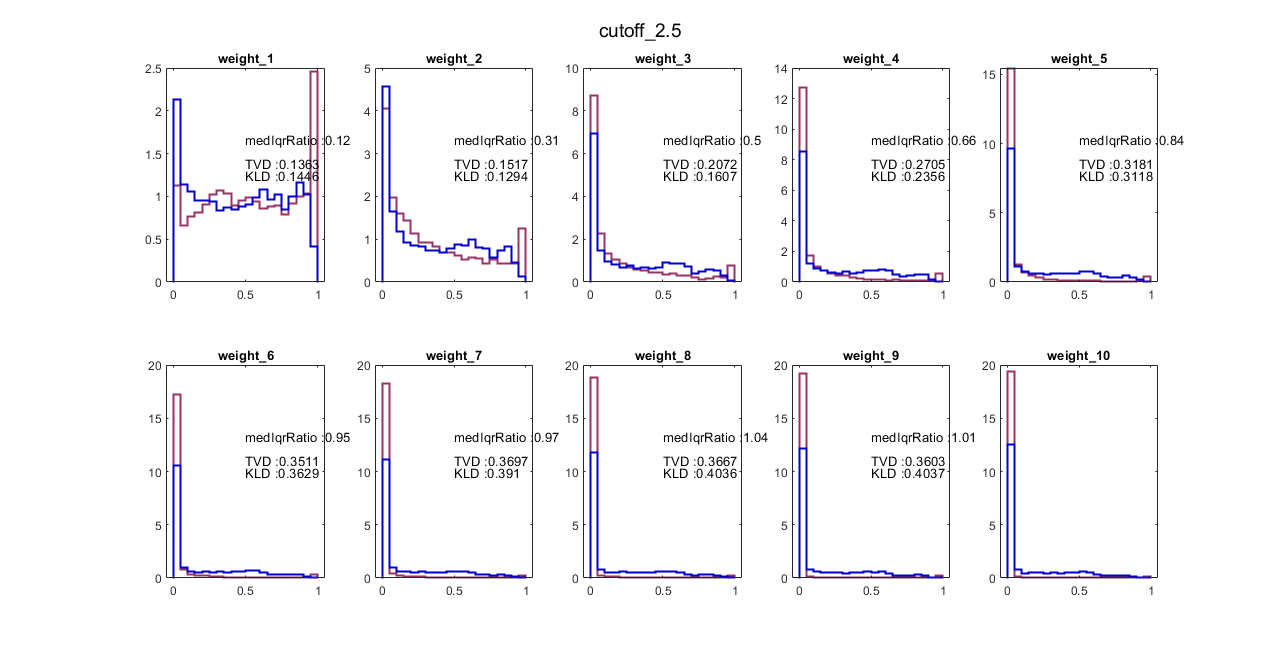 cutoff_2.5
weight_1
weight_2
weight_3
weight_4
weight_5
2.5
2
1.5
1
0.5
0
0 0.5 1
medIqrRatio :0.12
TVD :0.1363
KLD :0.1446
5
4
3
2
1
0
0 0.5 1
medIqrRatio :0.31
TVD :0.1517
KLD :0.1294
10
8
6
4
2
0
0 0.5 1
medIqrRatio :0.5
TVD :0.2072
KLD :0.1607
14
12
10
8
6
4
2
0
0 0.5 1
medIqrRatio :0.66
TVD :0.2705
KLD :0.2356
15
10
5
0
0 0.5 1
medIqrRatio :0.84
TVD :0.3181
KLD :0.3118
weight_6
weight_7
weight_8
weight_9
weight_10
20
15
10
5
0
0 0.5 1
medIqrRatio :0.95
TVD :0.3511
KLD :0.3629
20
15
10
5
0
0 0.5 1
medIqrRatio :0.97
TVD :0.3697
KLD :0.391
20
15
10
5
0
0 0.5 1
medIqrRatio :1.04
TVD :0.3667
KLD :0.4036
20
15
10
5
0
0 0.5 1
medIqrRatio :1.01
TVD :0.3603
KLD :0.4037
20
15
10
5
0
0 0.5 1